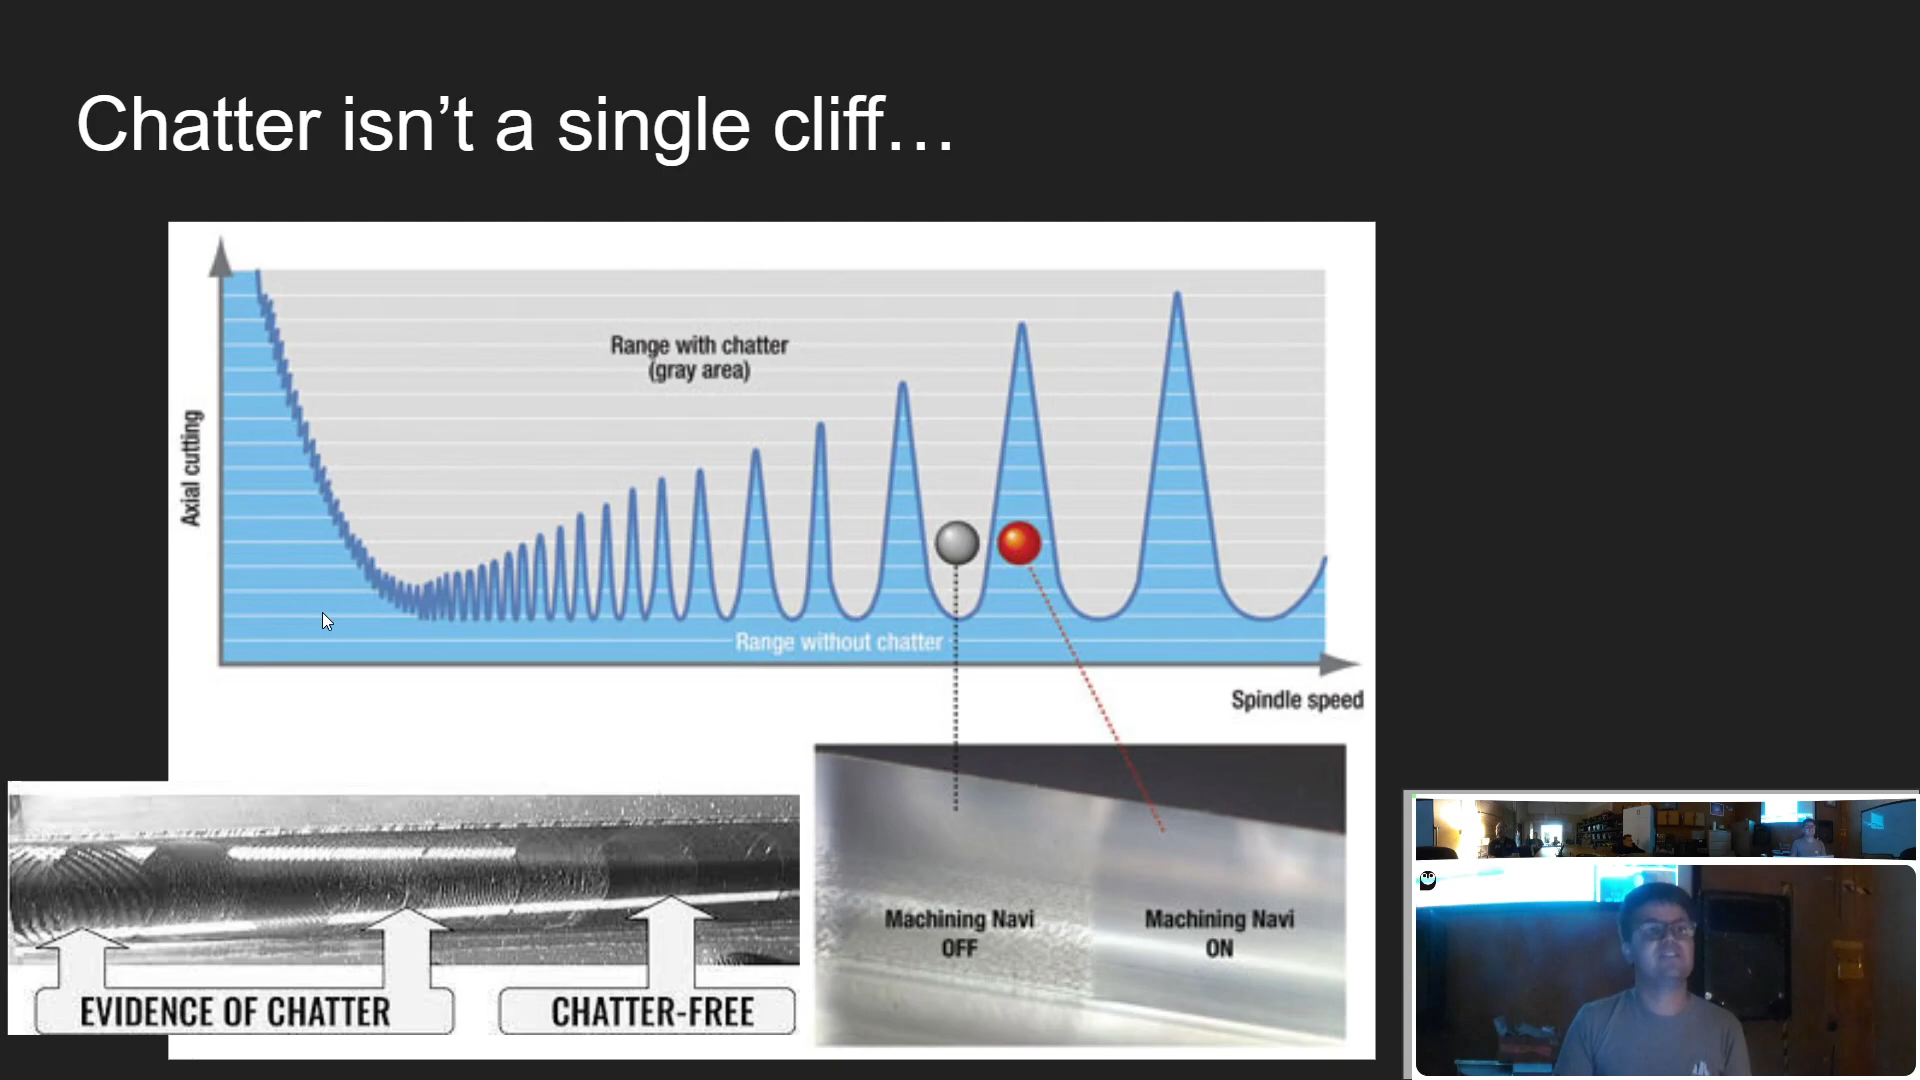 Chatter isn’t a single cliff…
Range with chatter
(gray area)
Axial cutting
Range without chatter
Spindle speed
Machining Navi
OFF
Machining Navi
ON
EVIDENCE OF CHATTER
CHATTER-FREE